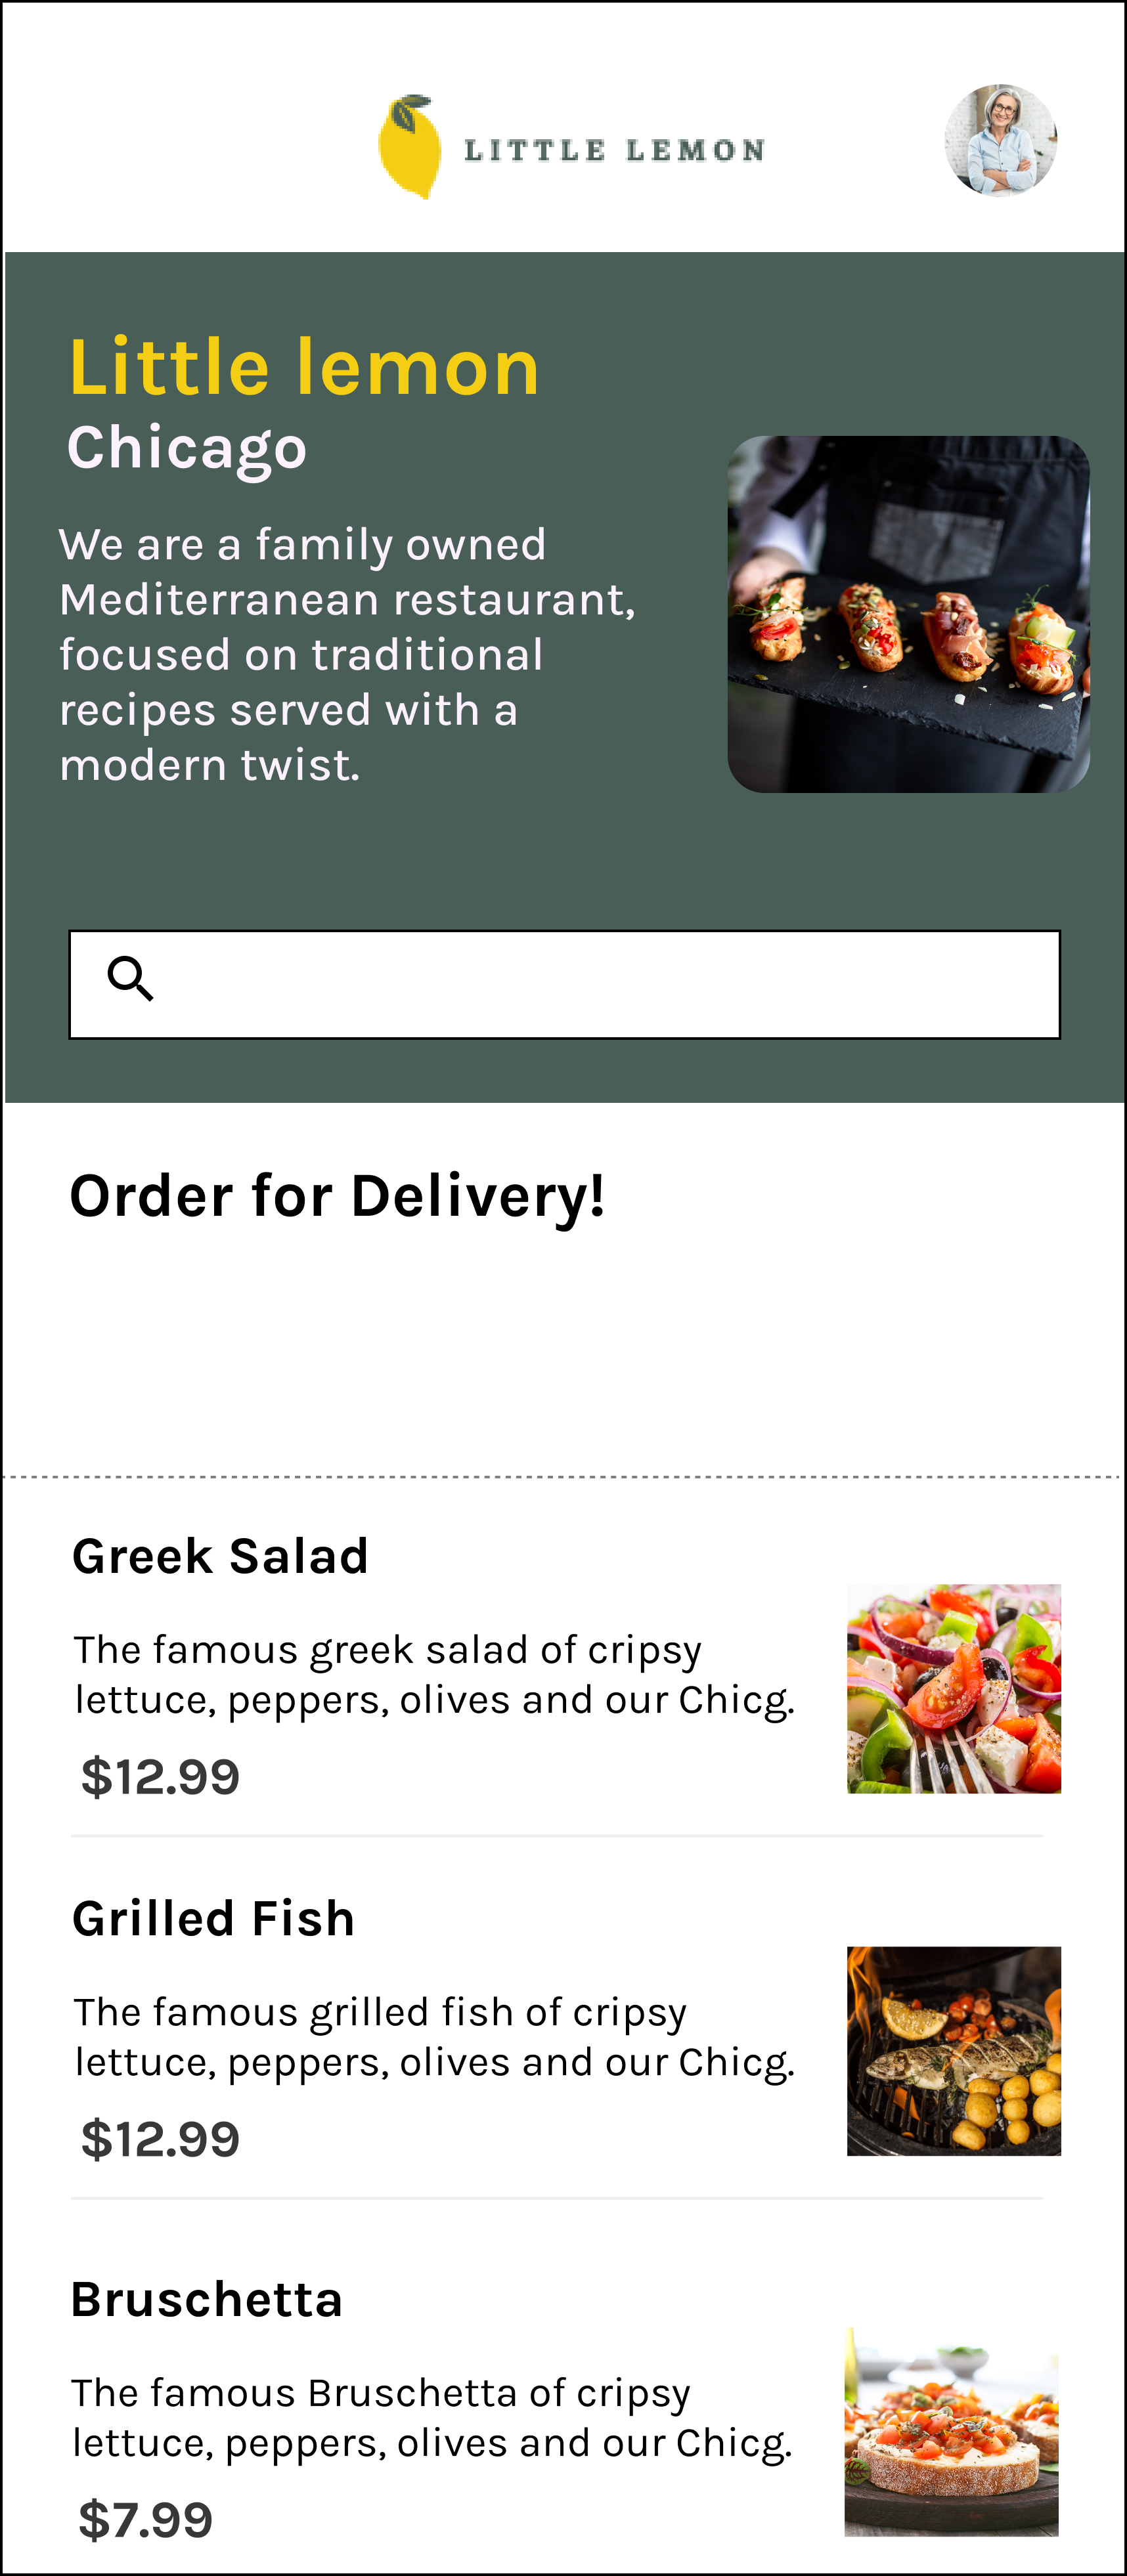 LITTLE LEMON
Little lemon
Chicago
We are a family owned
Mediterranean restaurant,
focused on traditional
recipes served with a
modern twist.
Order for Delivery!
Greek Salad
The famous greek salad of cripsy
lettuce, peppers, olives and our Chicg.
$12.99
Grilled Fish
The famous grilled fish of cripsy
lettuce, peppers, olives and our Chicg.
$12.99
Bruschetta
The famous Bruschetta of cripsy
lettuce, peppers, olives and our Chicg.
$7.99